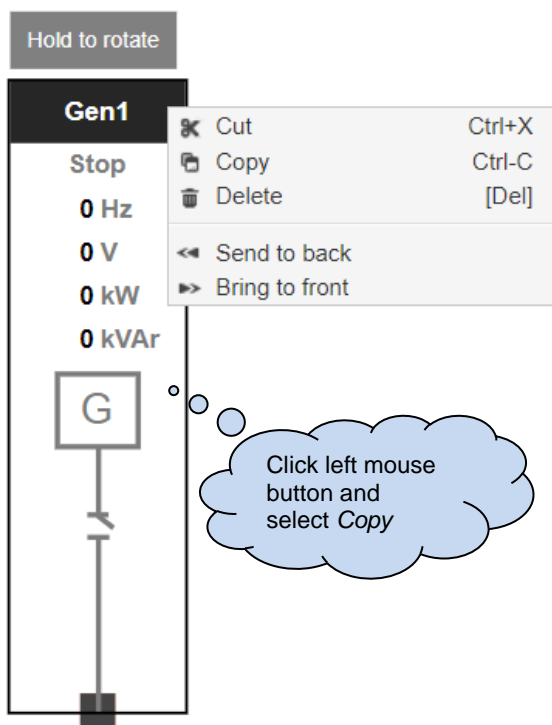 Hold to rotate
Gen1
Stop
0 Hz
0 V
0 kW
0 kVAr
G
Cut Ctrl+X
Copy Ctrl-C
Delete [Del]
Send to back
Bring to front
Click left mouse
button and
select Copy